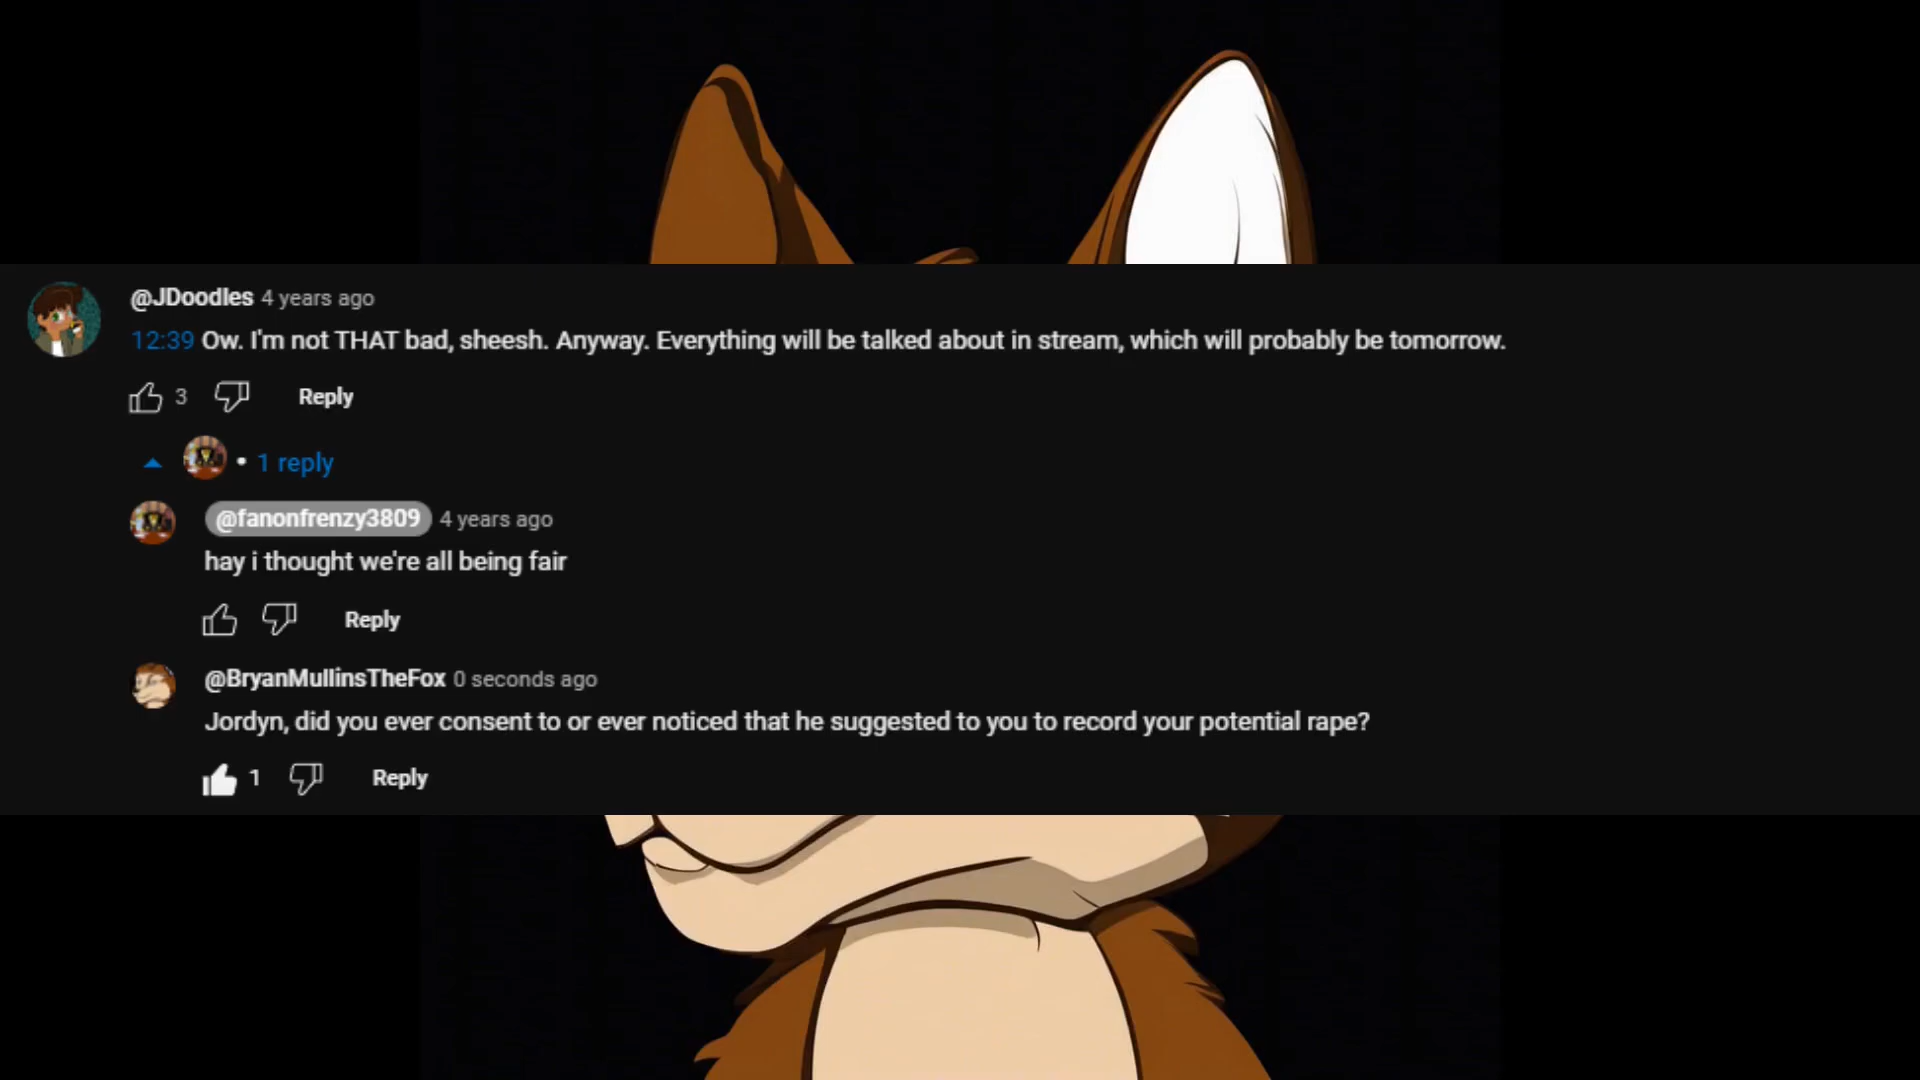 @JDoodles 4 years ago
12:39 Ow. I'm not THAT bad, sheesh. Anyway. Everything will be talked about in stream, which will probably be tomorrow.
3 Reply
• 1 reply
@fanonfrenzy3809 4 years ago
hay i thought we're all being fair
Reply
@BryanMullinsTheFox 0 seconds ago
Jordyn, did you ever consent to or ever noticed that he suggested to you to record your potential rape?
1 Reply